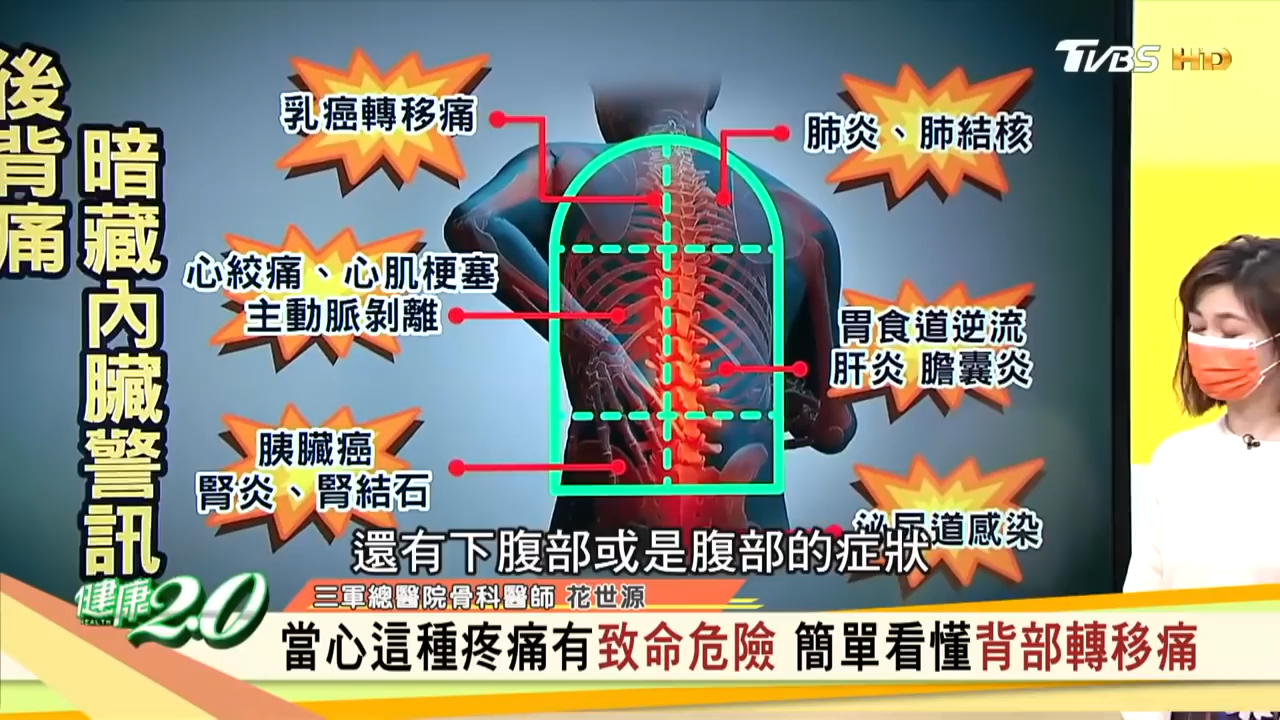 TVBS HD
後背痛
暗藏內臟警訊
乳癌轉移痛
肺炎、肺結核
心絞痛、心肌梗塞
主動脈剝離
胃食道逆流
肝炎 膽囊炎
胰臟癌
腎炎、腎結石
泌尿道感染
還有下腹部或是腹部的症狀
健康2.0
HEALTH
三軍總醫院骨科醫師 花世源
當心這種疼痛有致命危險 簡單看懂背部轉移痛